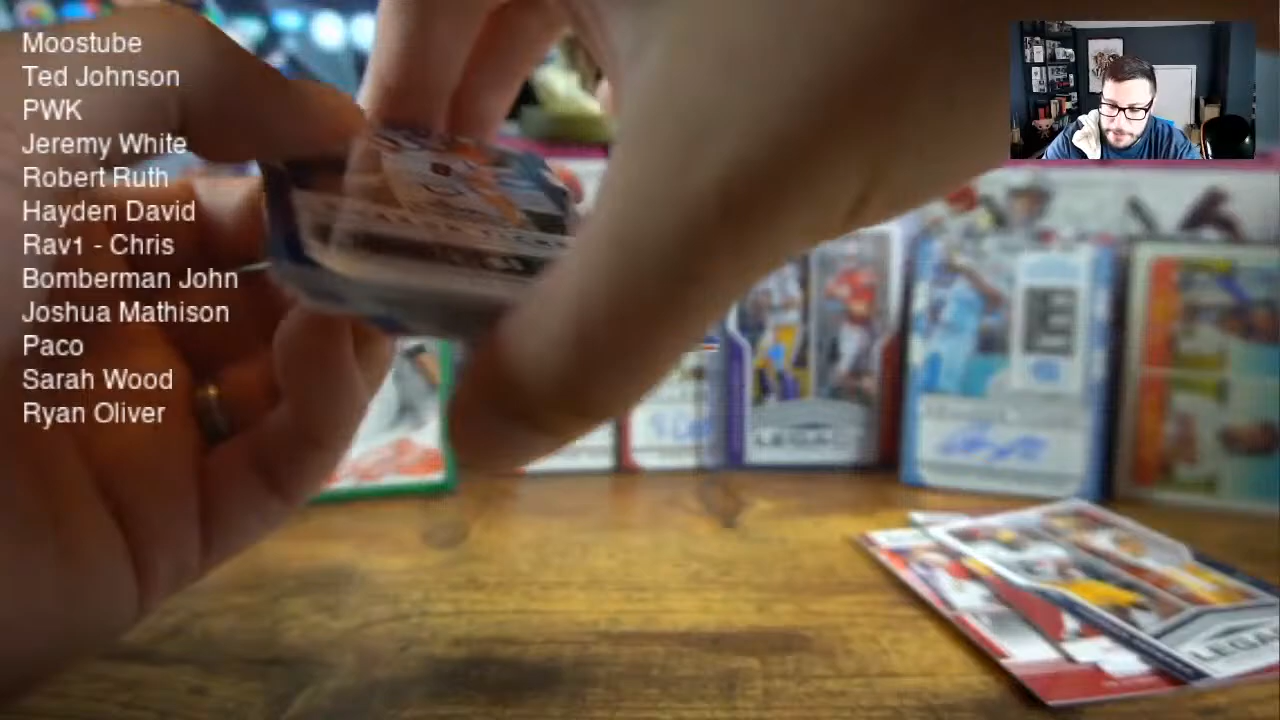 Moostube
Ted Johnson
PWK
Jeremy White
Robert Ruth
Hayden David
Rav1 - Chris
Bomberman John
Joshua Mathison
Paco
Sarah Wood
Ryan Oliver